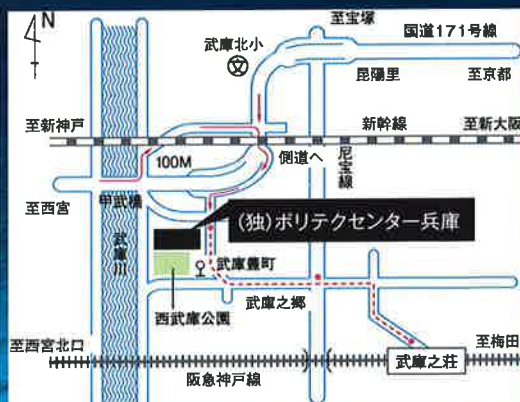 N
至宝塚
国道171号線
武庫北小
文
昆陽里
至京都
至新神戸
新幹線
至新大阪
100M
側道へ
尼宝線
甲武橋
至西宮
(独)ポリテクセンター兵庫
武庫川
武庫豊町
武庫之郷
西武庫公園
至西宮北口
至梅田
武庫之荘
阪急神戸線